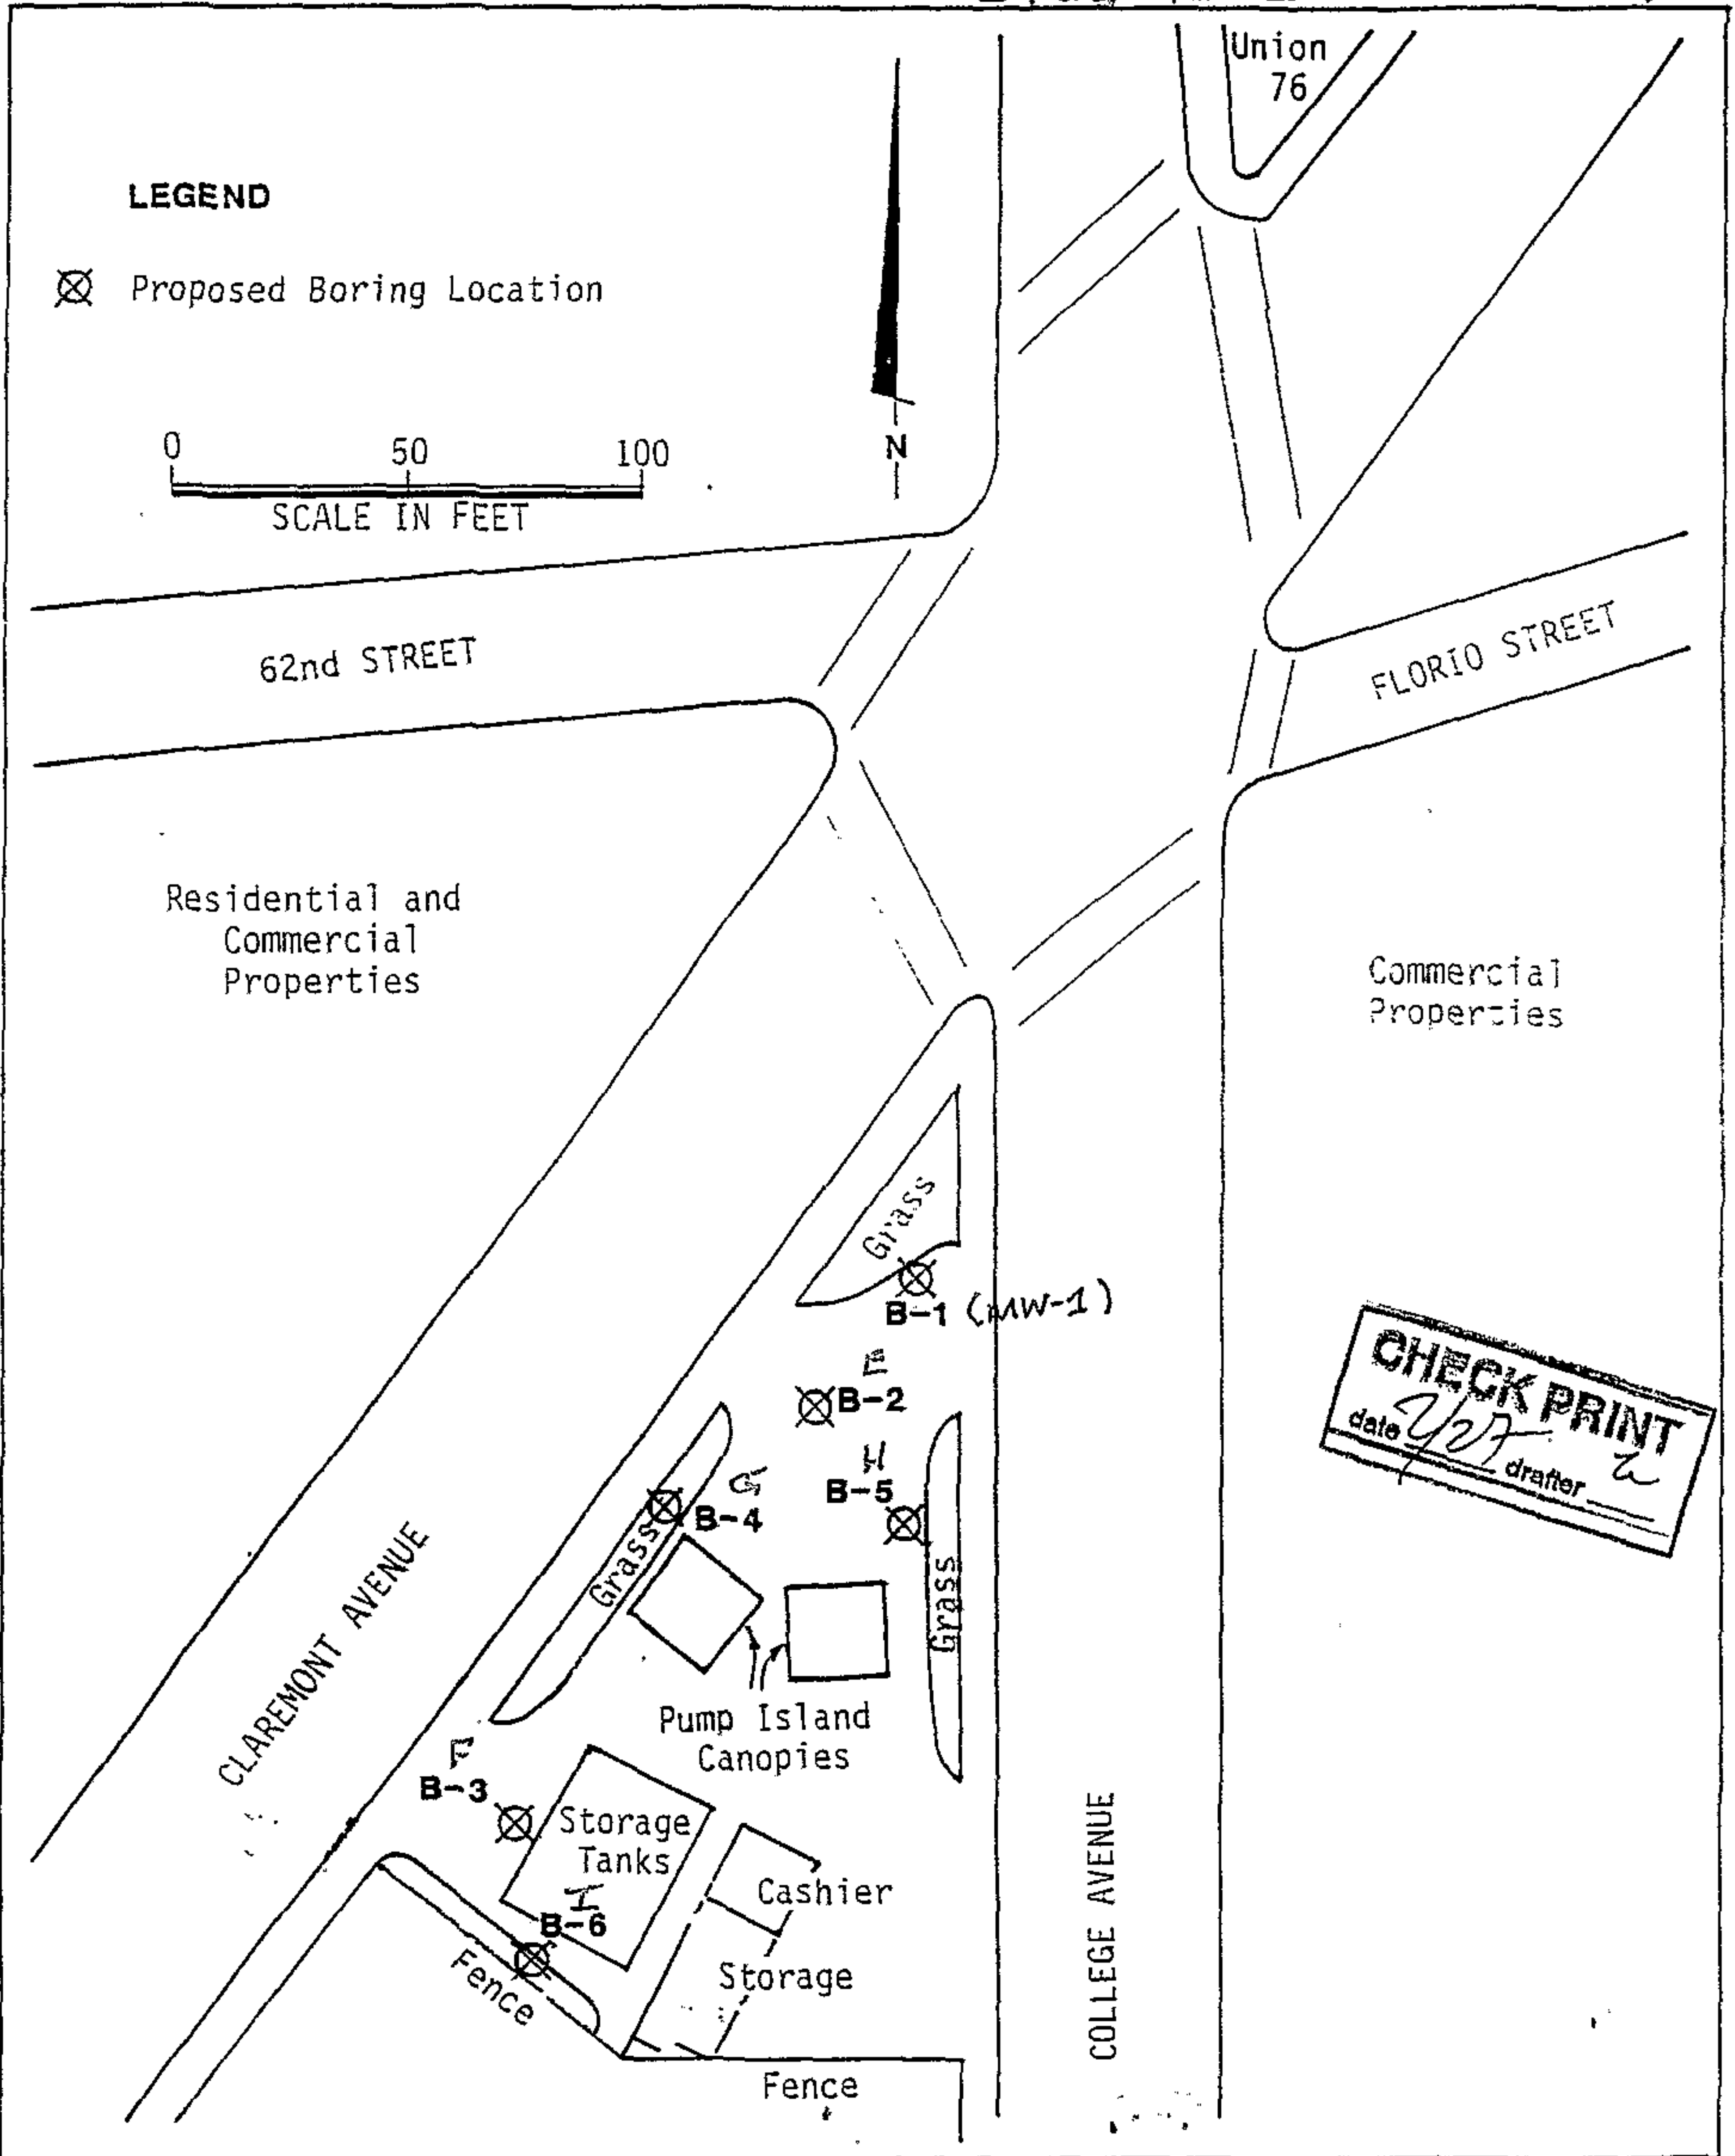 Union
76
LEGEND
Proposed Boring Location
0 50 100
SCALE IN FEET
N
62nd STREET
FLORIO STREET
Residential and
Commercial
Properties
Commercial
Properties
Grass
B-1 (MW-1)
E
B-2
H
B-5
G
B-4
Grass
Grass
CHECK PRINT
date
drafter
CLAREMONT AVENUE
Pump Island
Canopies
F
B-3
Storage
Tanks
I
B-6
Cashier
Storage
Fence
Fence
COLLEGE AVENUE